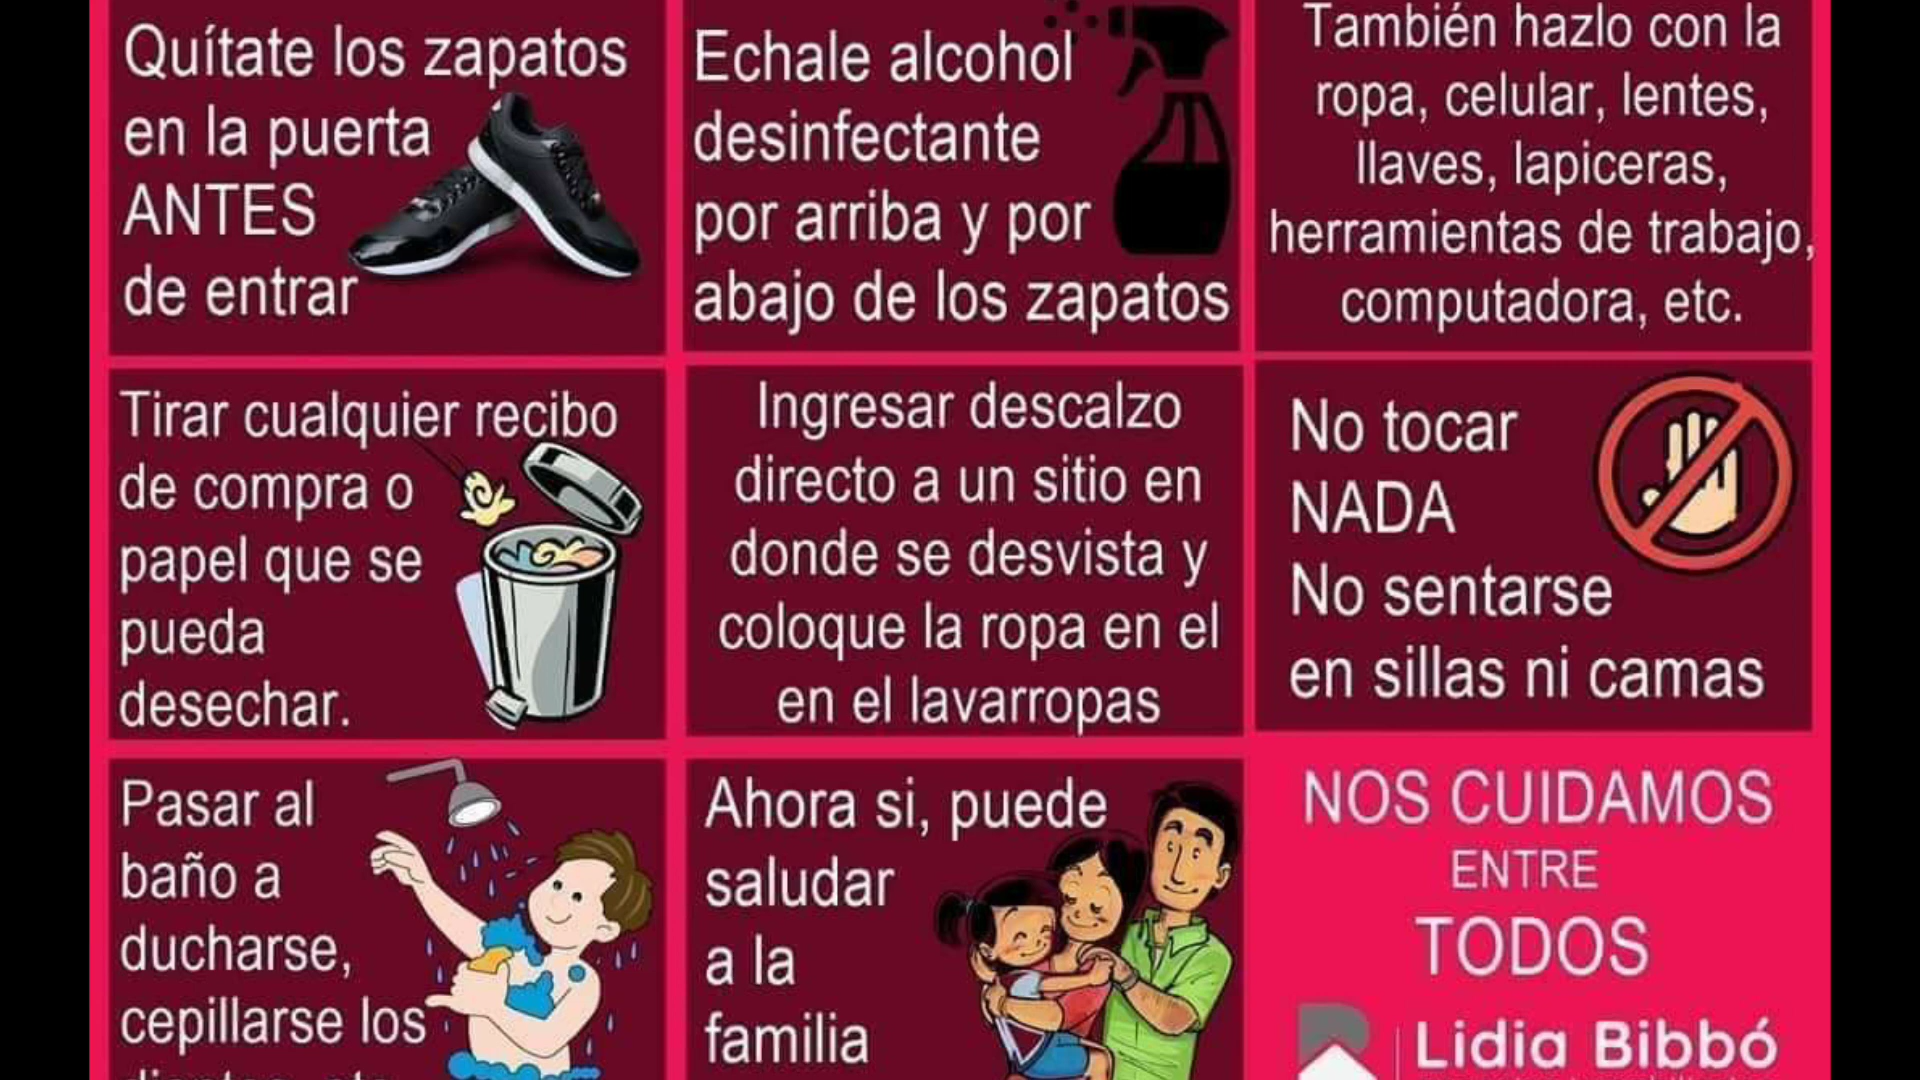 Quítate los zapatos
en la puerta
ANTES
de entrar
Echale alcohol
desinfectante
por arriba y por
abajo de los zapatos
También hazlo con la
ropa, celular, lentes,
llaves, lapiceras,
herramientas de trabajo,
computadora, etc.
Tirar cualquier recibo
de compra o
papel que se
pueda
desechar.
Ingresar descalzo
directo a un sitio en
donde se desvista y
coloque la ropa en el
en el lavarropas
No tocar
NADA
No sentarse
en sillas ni camas
Pasar al
baño a
ducharse,
cepillarse los
Ahora si, puede
saludar
a la
familia
NOS CUIDAMOS
ENTRE
TODOS
Lidia Bibbó